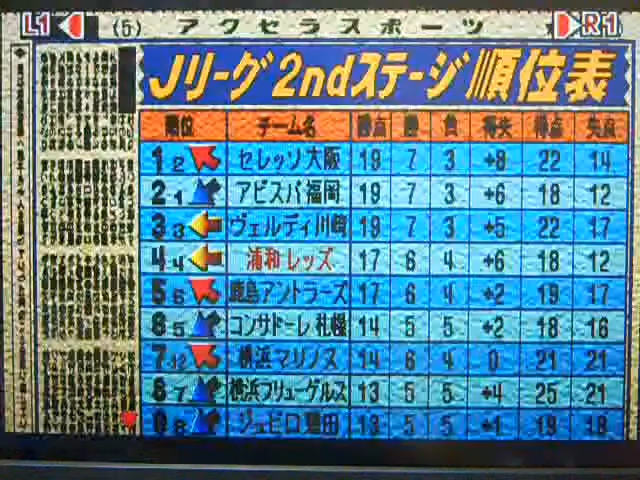 L1 (5) アクセラスポーツ R1
Jリーグ2ndステージ順位表
順位 チーム名 勝点 勝 負 得失 得点 失点
1 2 セレッソ大阪 19 7 3 +8 22 14
2 1 アビスパ福岡 19 7 3 +6 18 12
3 3 ヴェルディ川崎 19 7 3 +5 22 17
4 4 浦和レッズ 17 6 4 +6 18 12
5 6 鹿島アントラーズ 17 6 4 +2 19 17
6 5 コンサドーレ札幌 14 5 5 +2 18 16
7 12 横浜マリノス 14 6 4 0 21 21
8 7 横浜フリューゲルス 13 5 5 +4 25 21
9 8 ジュビロ磐田 13 5 5 +1 19 18